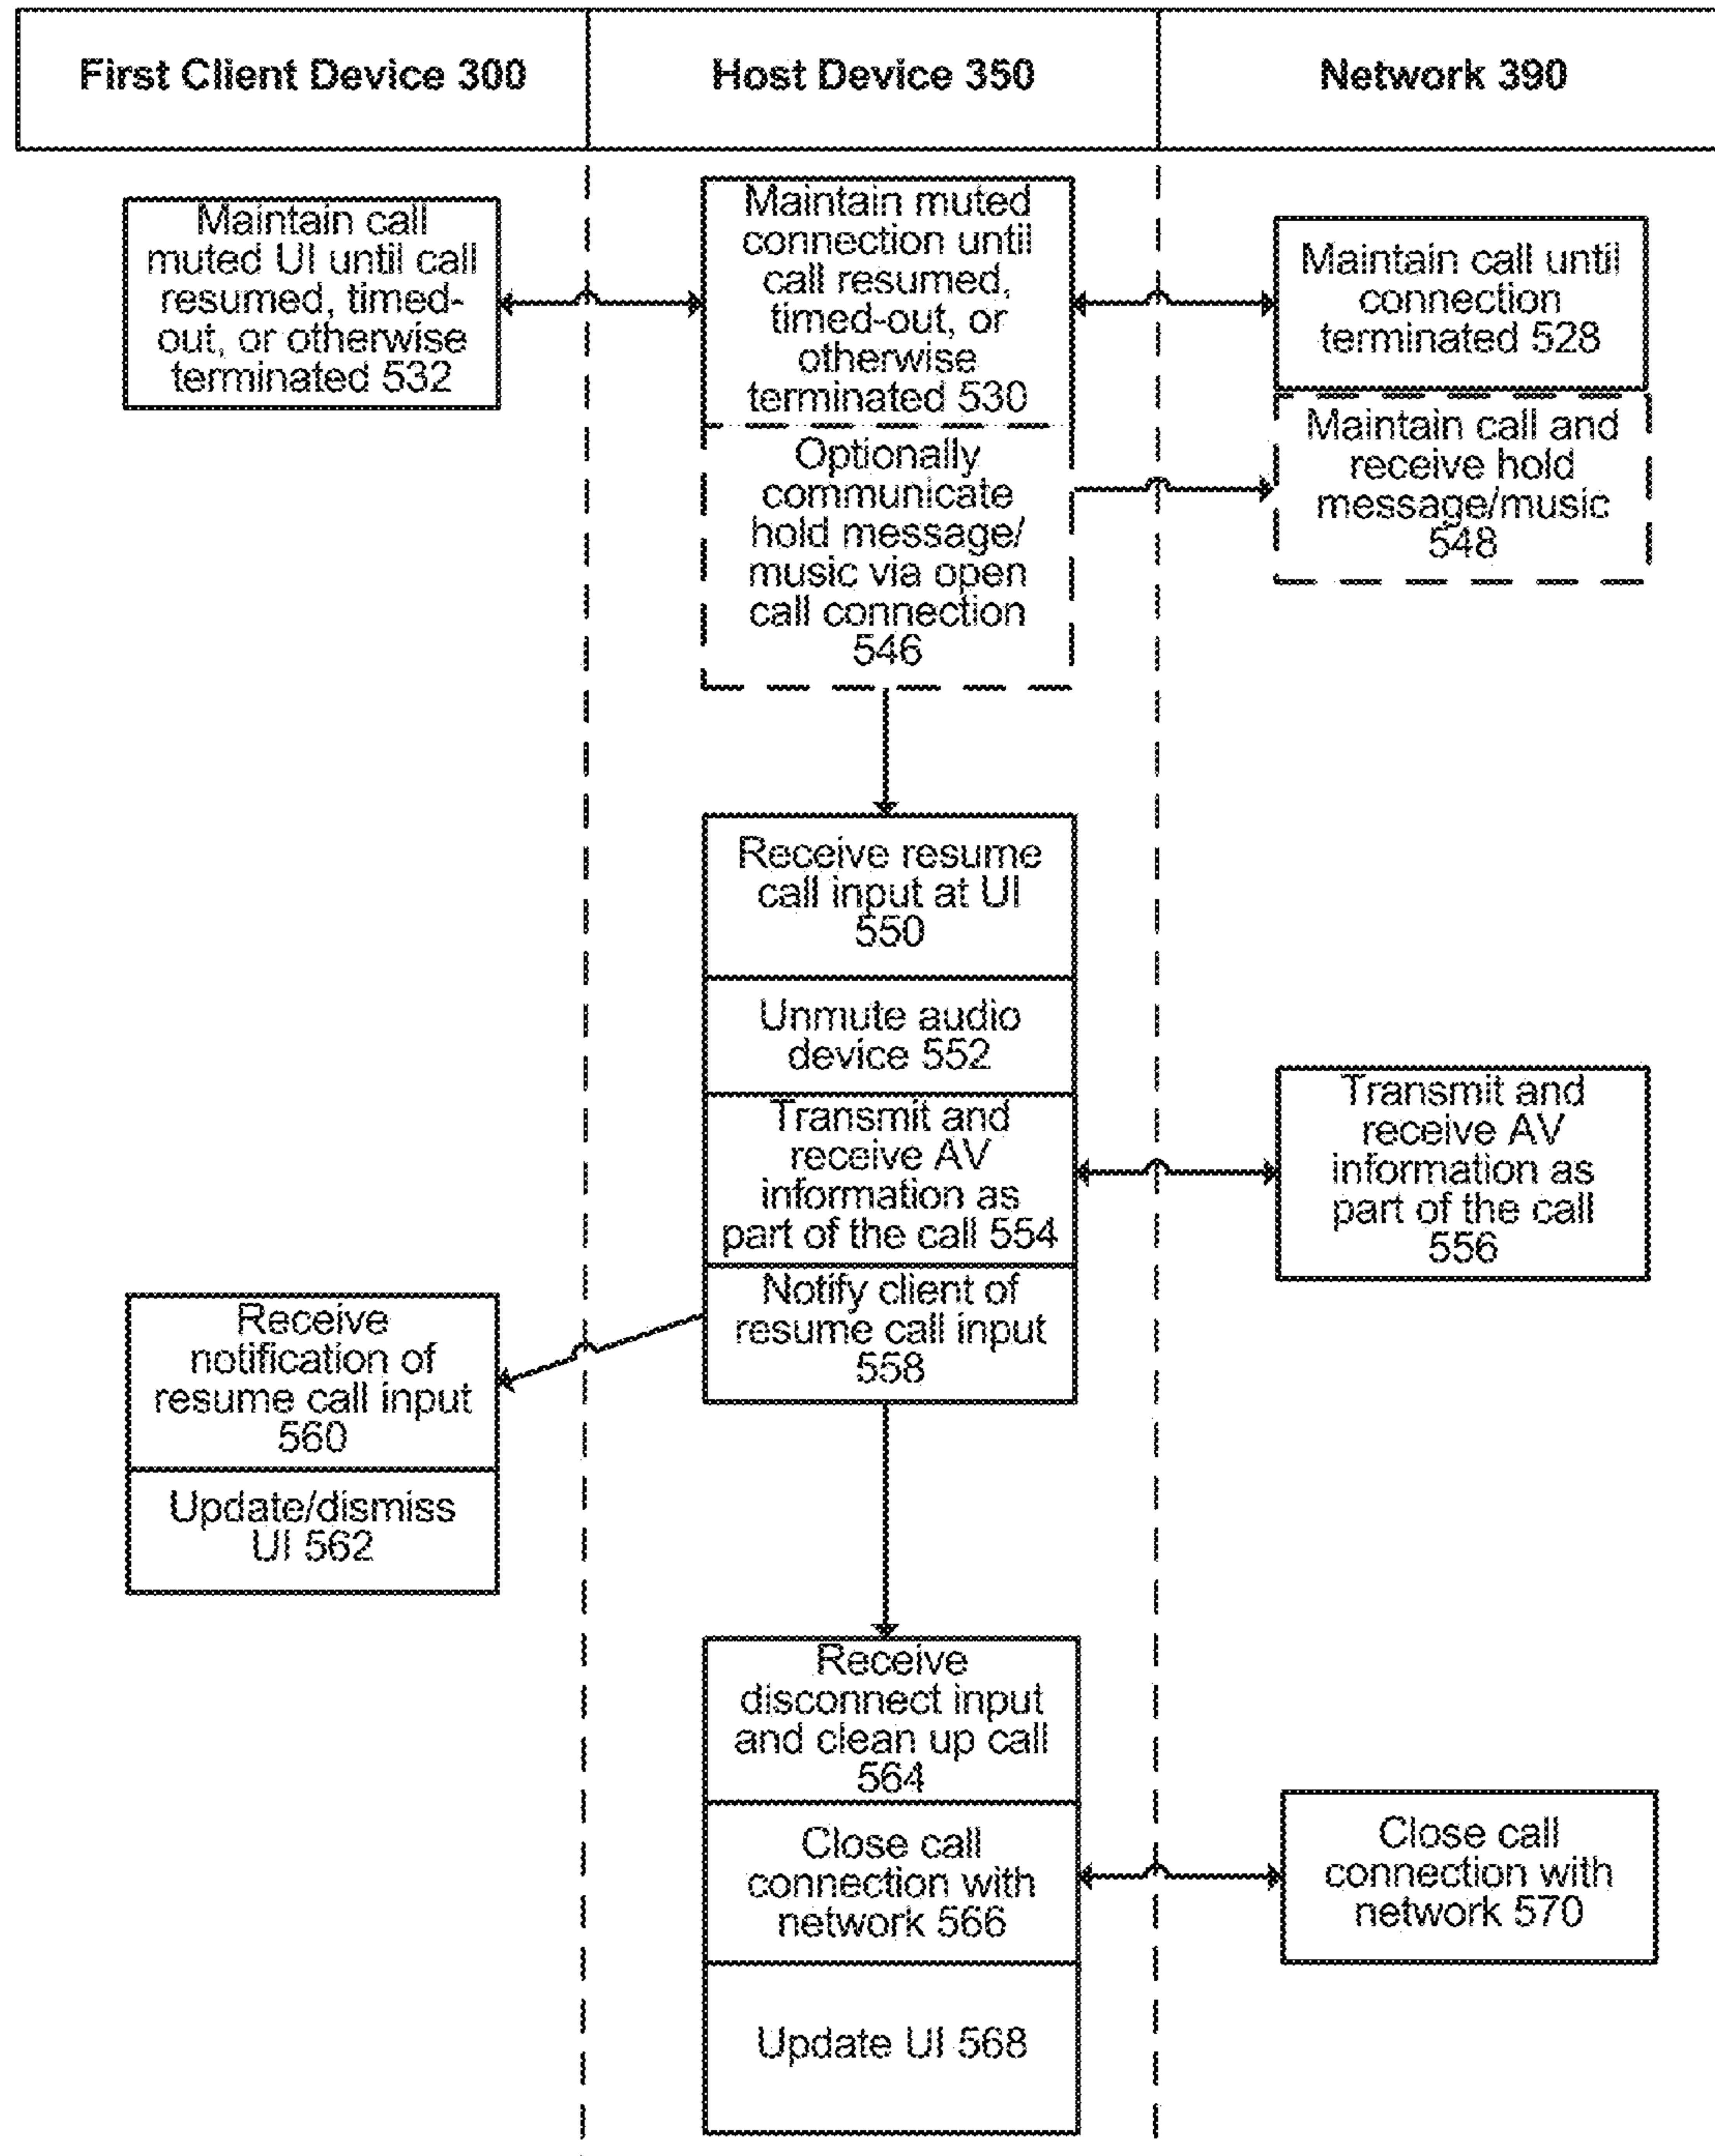 First Client Device 300
Host Device 350
Network 390
Maintain call
muted UI until call
resumed, timed-
out, or otherwise
terminated 532
Maintain muted
connection until
call resumed,
timed-out, or
otherwise
terminated 530
Maintain call until
connection
terminated 528
Optionally
communicate
hold message/
music via open
call connection
546
Maintain call and
receive hold
message/music
548
Receive resume
call input at UI
550
Unmute audio
device 552
Transmit and
receive AV
information as
part of the call 554
Transmit and
receive AV
information as
part of the call
556
Notify client of
resume call input
558
Receive
notification of
resume call input
560
Update/dismiss
UI 562
Receive
disconnect input
and clean up call
564
Close call
connection with
network 566
Close call
connection with
network 570
Update UI 568